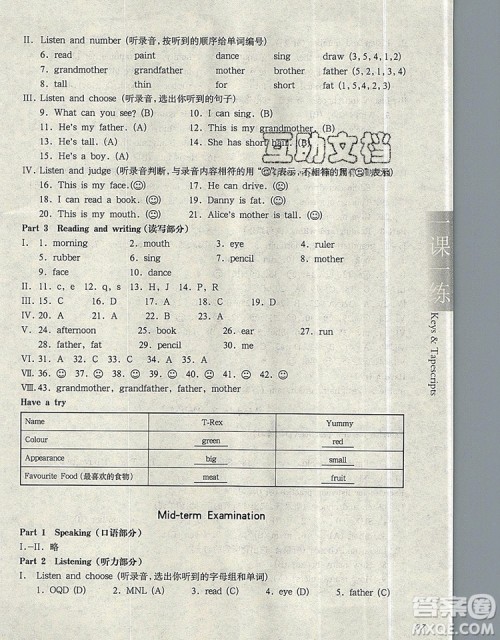 II. Listen and number (听录音,按听到的顺序给单词编号)
6. read paint dance sing draw (3,5,4,1,2)
7. grandmother grandfather mother brother father (5,2,1,3,4)
8. tall thin for short fat (1,5,4,2,3)
III. Listen and choose (听录音,选出你听到的句子)
9. What can you see? (B) 10. I can sing. (B)
11. He's my father. (A) 12. This is my grandmother. (A)
13. He's tall. (A) 14. She has short hair. (B)
15. He's a boy. (A)
IV. Listen and judge (听录音判断,与录音内容相符的用“☺”表示,不相符的用“☹”表示)
16. This is my face. 17. He can drive.
18. I can read a book. 19. Danny is fat.
20. This is my mouth. 21. Alice's mother is tall.
Part 3 Reading and writing (读写部分)
I. 1. morning 2. mouth 3. eye 4. ruler
5. rubber 6. sing 7. pencil 8. mother
9. face 10. dance
II. 11. c, e 12. g, s 13. H, h 14. J, p 15. P, R
III. 15. C 16. D 17. A 18. B 19. D
IV. 20. A 21. D 22. B 23. C
V. 24. afternoon 25. book 26. ear 27. run
28. father, fat 29. mother 30. pencil
VI. 31. A 32. C 33. C 34. A 35. B
VII. 36. 37. 38. 39. 40. 41. 42.
VIII. 43. grandmother, grandfather, father, mother
Have a try
Name T-Rex Yummy
Colour green red
Appearance big small
Favourite Food (最喜欢的食物) meat fruit
Mid-term Examination
Part 1 Speaking (口语部分)
I.-II. 略
Part 2 Listening (听力部分)
I. Listen and choose (听录音,选出你听到的字母组和单词)
1. OQD (B) 2. MNL (A) 3. read (B) 4. eye (B) 5. father (A)
一课一练
Keys & Tapescripts
互助文档
答案圈
MXQE.COM